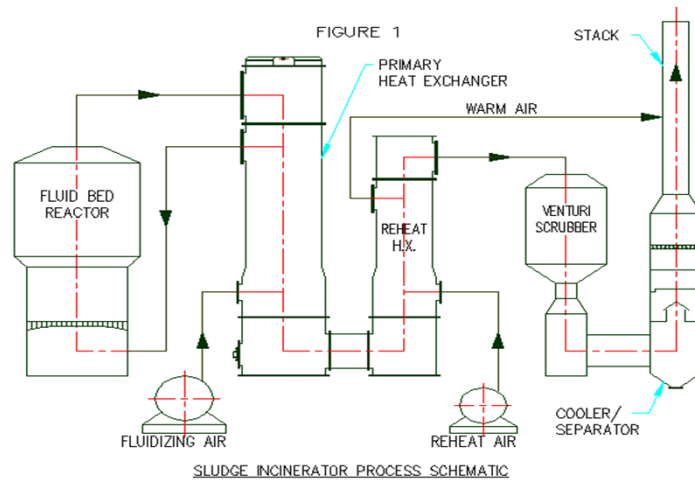 FIGURE 1
STACK
PRIMARY
HEAT EXCHANGER
WARM AIR
FLUID BED
REACTOR
REHEAT
H.X.
VENTURI
SCRUBBER
FLUIDIZING AIR
REHEAT AIR
COOLER/
SEPARATOR
SLUDGE INCINERATOR PROCESS SCHEMATIC